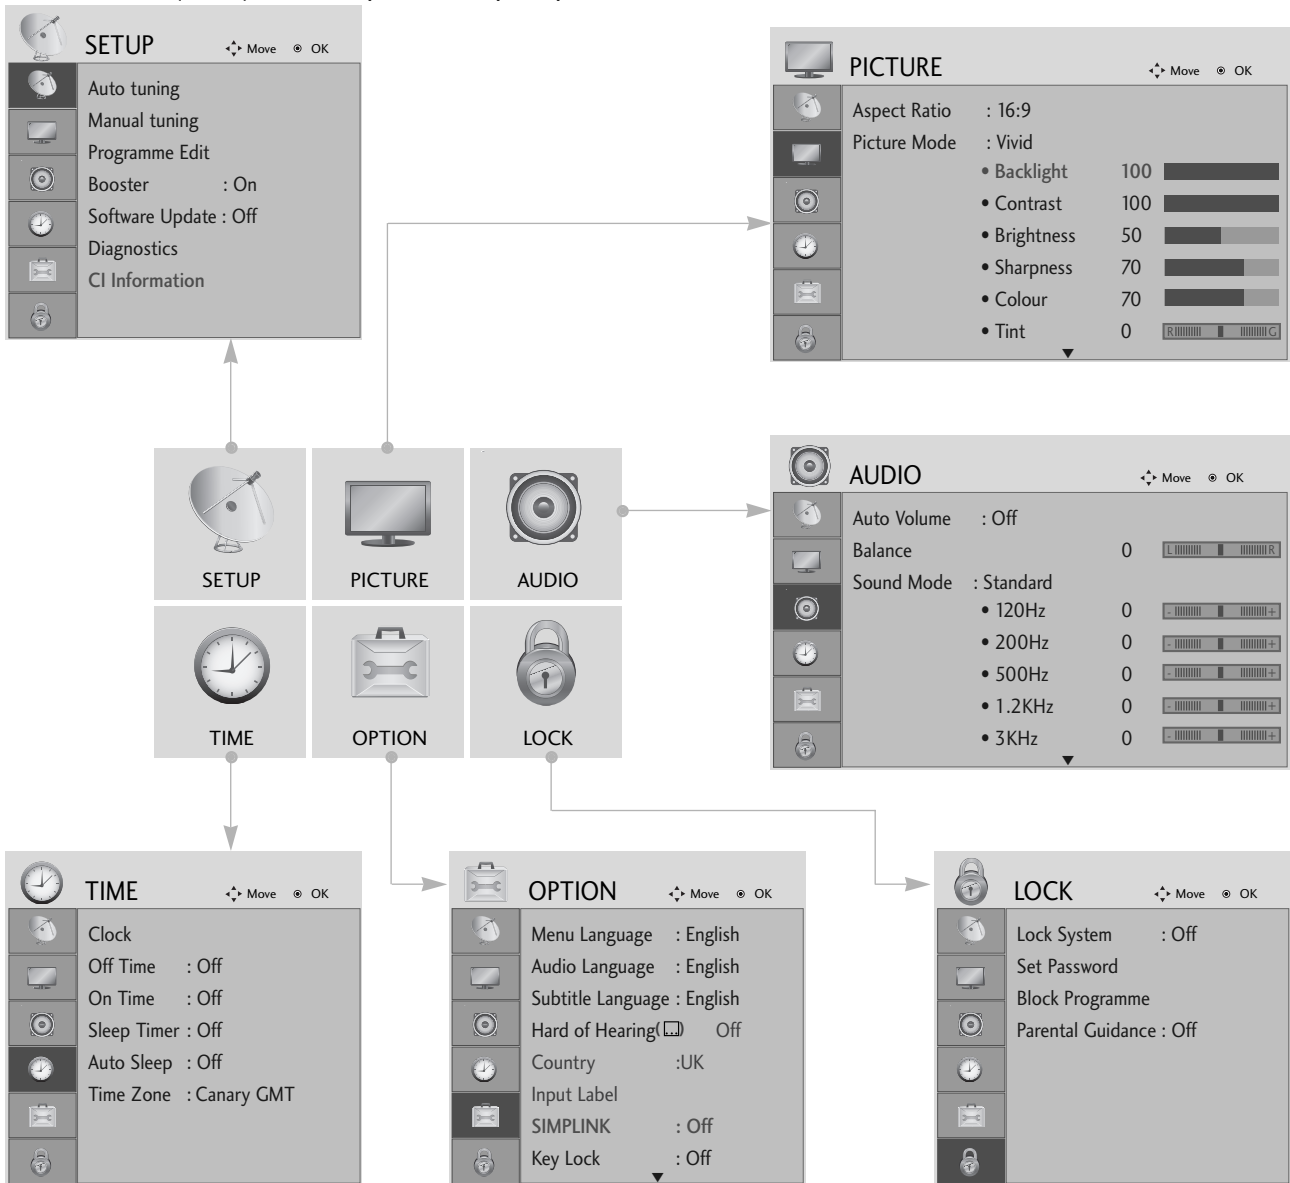 SETUP Move OK
Auto tuning
Manual tuning
Programme Edit
Booster : On
Software Update : Off
Diagnostics
CI Information
PICTURE Move OK
Aspect Ratio : 16:9
Picture Mode : Vivid
• Backlight 100
• Contrast 100
• Brightness 50
• Sharpness 70
• Colour 70
• Tint 0 R G
SETUP PICTURE AUDIO
TIME OPTION LOCK
AUDIO Move OK
Auto Volume : Off
Balance 0 L R
Sound Mode : Standard
• 120Hz 0 - +
• 200Hz 0 - +
• 500Hz 0 - +
• 1.2KHz 0 - +
• 3KHz 0 - +
TIME Move OK
Clock
Off Time : Off
On Time : Off
Sleep Timer : Off
Auto Sleep : Off
Time Zone : Canary GMT
OPTION Move OK
Menu Language : English
Audio Language : English
Subtitle Language : English
Hard of Hearing( ) Off
Country :UK
Input Label
SIMPLINK : Off
Key Lock : Off
LOCK Move OK
Lock System : Off
Set Password
Block Programme
Parental Guidance : Off